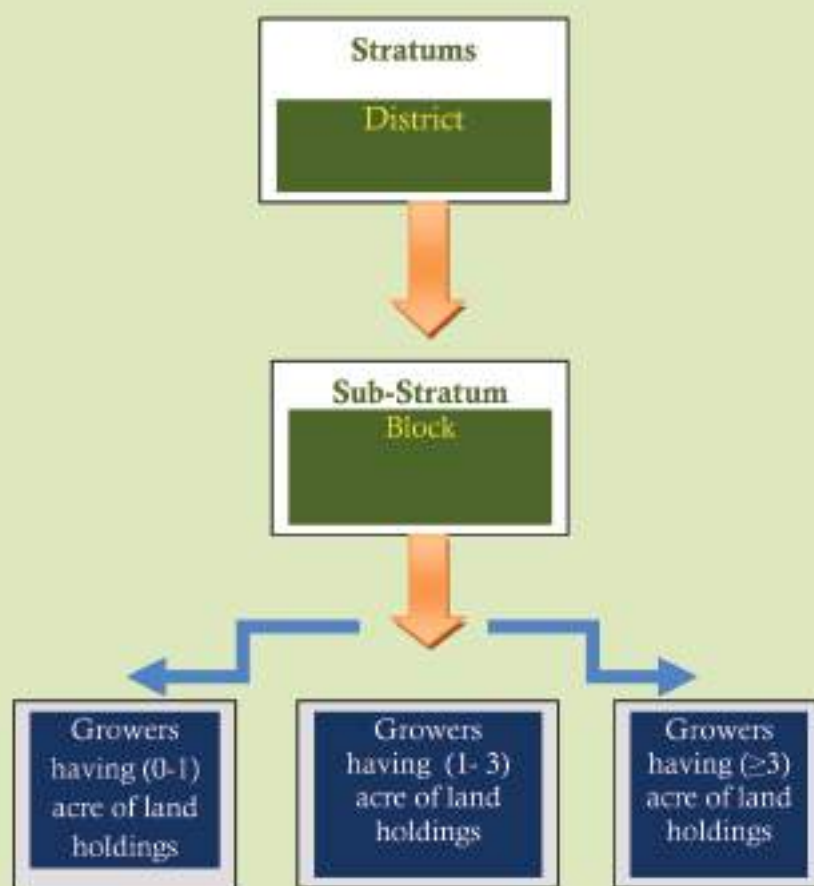 Stratums
District
Sub-Stratum
Block
Growers
having (0-1)
acre of land
holdings
Growers
having (1- 3)
acre of land
holdings
Growers
having (≥3)
acre of land
holdings